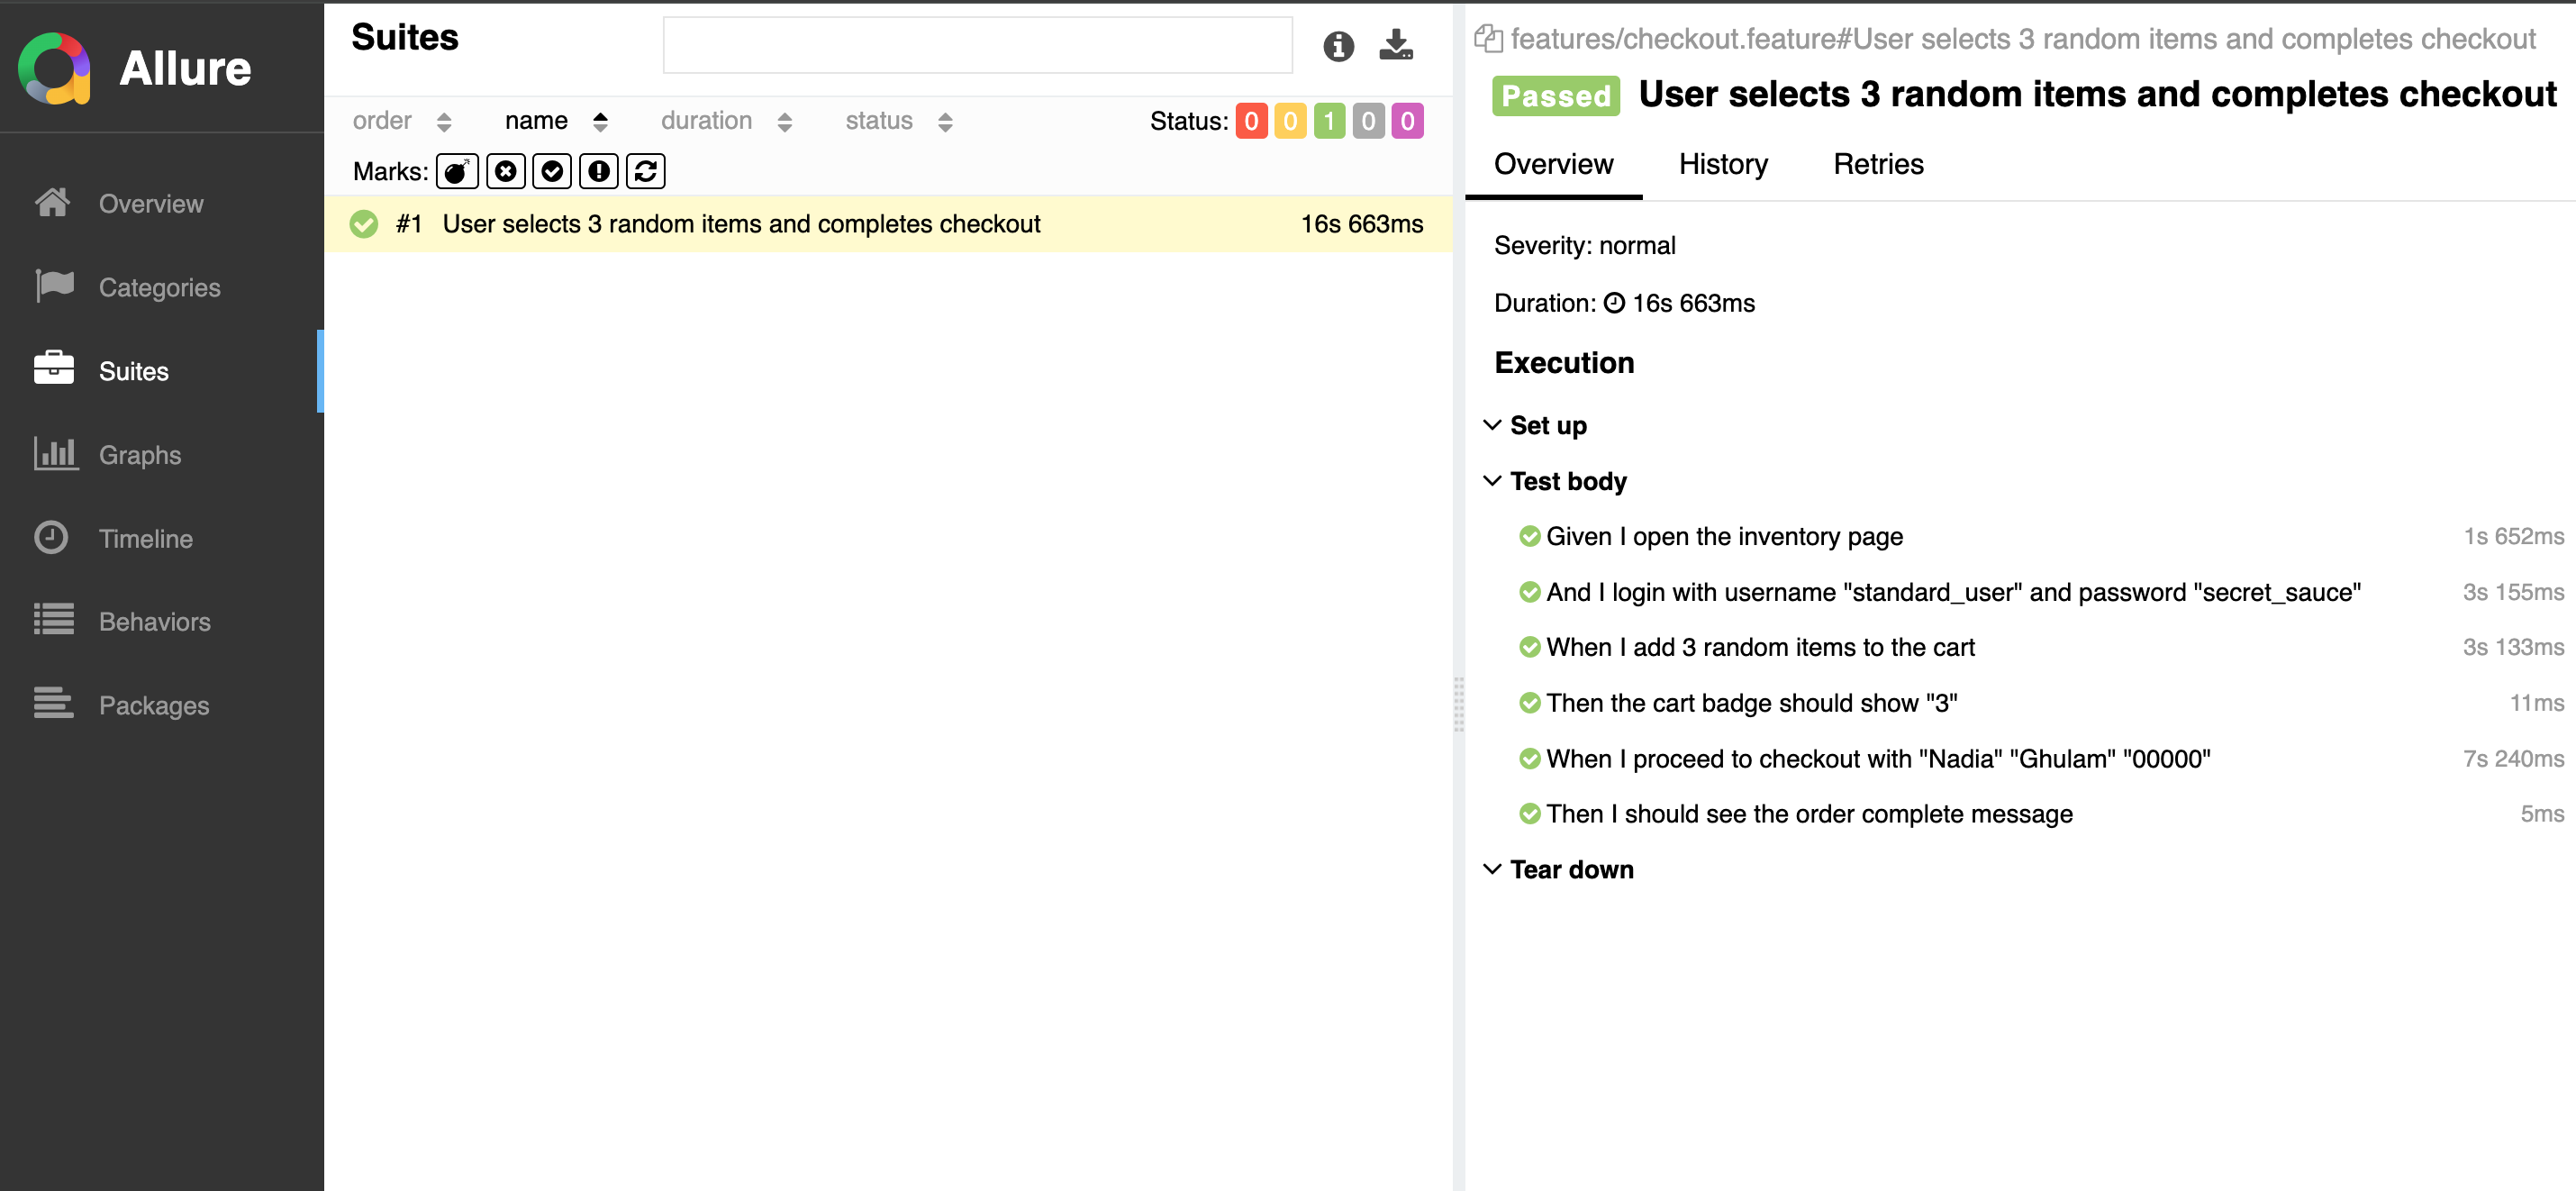 Allure
Overview
Categories
Suites
Graphs
Timeline
Behaviors
Packages
Suites
order name duration status Status: 0 0 1 0 0
Marks:
#1 User selects 3 random items and completes checkout 16s 663ms
features/checkout.feature#User selects 3 random items and completes checkout
Passed User selects 3 random items and completes checkout
Overview History Retries
Severity: normal
Duration: 16s 663ms
Execution
Set up
Test body
Given I open the inventory page 1s 652ms
And I login with username "standard_user" and password "secret_sauce" 3s 155ms
When I add 3 random items to the cart 3s 133ms
Then the cart badge should show "3" 11ms
When I proceed to checkout with "Nadia" "Ghulam" "00000" 7s 240ms
Then I should see the order complete message 5ms
Tear down